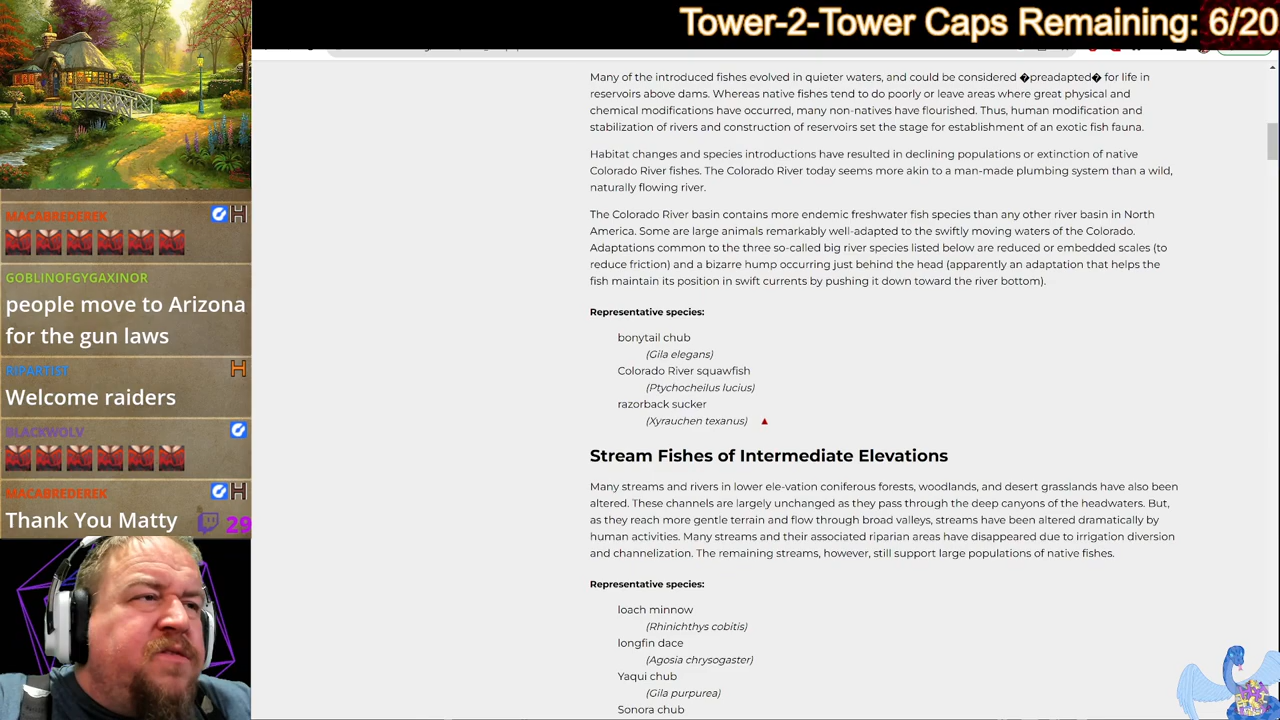 Tower-2-Tower Caps Remaining: 6/20
MACABREDEREK
GOBLINOFGYGAXINOR
people move to Arizona
for the gun laws
RIPARTIST
Welcome raiders
BLACKWOLV
MACABREDEREK
Thank You Matty
29
Many of the introduced fishes evolved in quieter waters, and could be considered �preadapted� for life in
reservoirs above dams. Whereas native fishes tend to do poorly or leave areas where great physical and
chemical modifications have occurred, many non-natives have flourished. Thus, human modification and
stabilization of rivers and construction of reservoirs set the stage for establishment of an exotic fish fauna.
Habitat changes and species introductions have resulted in declining populations or extinction of native
Colorado River fishes. The Colorado River today seems more akin to a man-made plumbing system than a wild,
naturally flowing river.
The Colorado River basin contains more endemic freshwater fish species than any other river basin in North
America. Some are large animals remarkably well-adapted to the swiftly moving waters of the Colorado.
Adaptations common to the three so-called big river species listed below are reduced or embedded scales (to
reduce friction) and a bizarre hump occurring just behind the head (apparently an adaptation that helps the
fish maintain its position in swift currents by pushing it down toward the river bottom).
Representative species:
bonytail chub
(Gila elegans)
Colorado River squawfish
(Ptychocheilus lucius)
razorback sucker
(Xyrauchen texanus) ▲
Stream Fishes of Intermediate Elevations
Many streams and rivers in lower ele-vation coniferous forests, woodlands, and desert grasslands have also been
altered. These channels are largely unchanged as they pass through the deep canyons of the headwaters. But,
as they reach more gentle terrain and flow through broad valleys, streams have been altered dramatically by
human activities. Many streams and their associated riparian areas have disappeared due to irrigation diversion
and channelization. The remaining streams, however, still support large populations of native fishes.
Representative species:
loach minnow
(Rhinichthys cobitis)
longfin dace
(Agosia chrysogaster)
Yaqui chub
(Gila purpurea)
Sonora chub